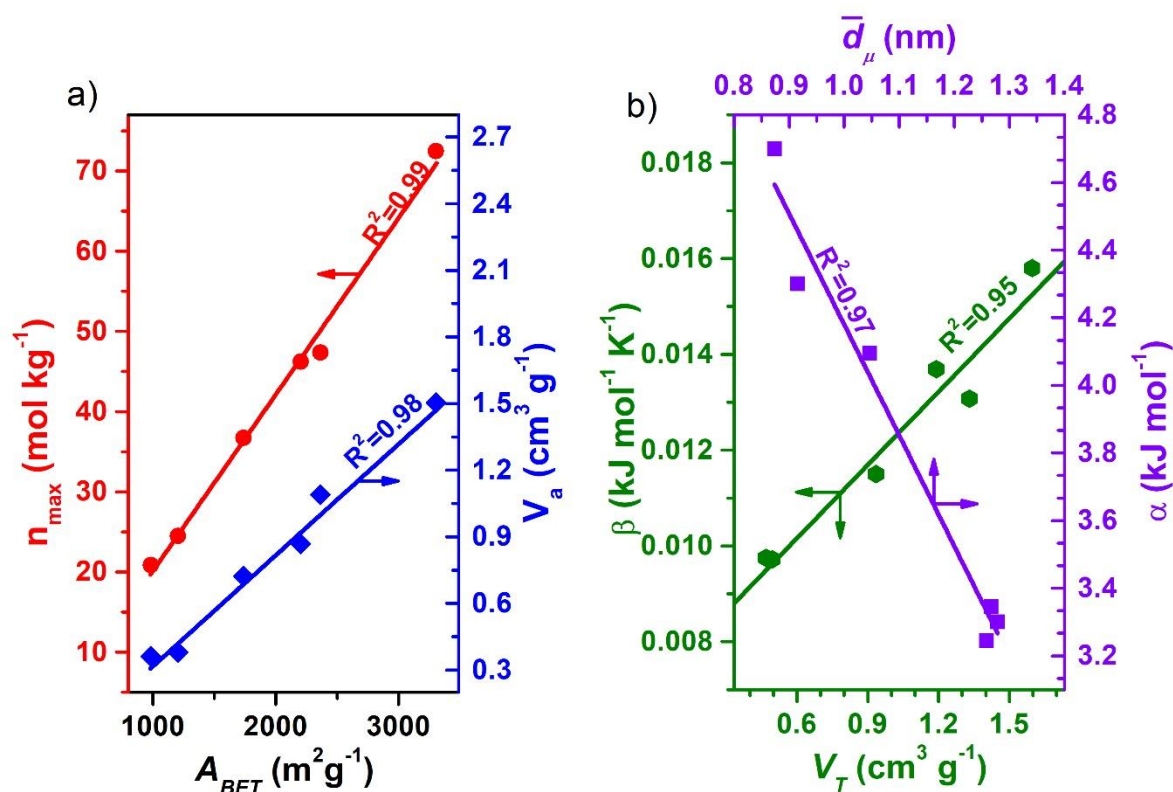 a)
n_max (mol kg⁻¹)
70
60
50
40
30
20
10
R²=0.99
R²=0.98
2.7
2.4
2.1
1.8
1.5
1.2
0.9
0.6
0.3
V_a (cm³ g⁻¹)
1000 2000 3000
A_BET (m²g⁻¹)
b)
d̅_μ (nm)
0.8 0.9 1.0 1.1 1.2 1.3 1.4
β (kJ mol⁻¹ K⁻¹)
0.018
0.016
0.014
0.012
0.010
0.008
R²=0.97
R²=0.95
4.8
4.6
4.4
4.2
4.0
3.8
3.6
3.4
3.2
α (kJ mol⁻¹)
0.6 0.9 1.2 1.5
V_T (cm³ g⁻¹)